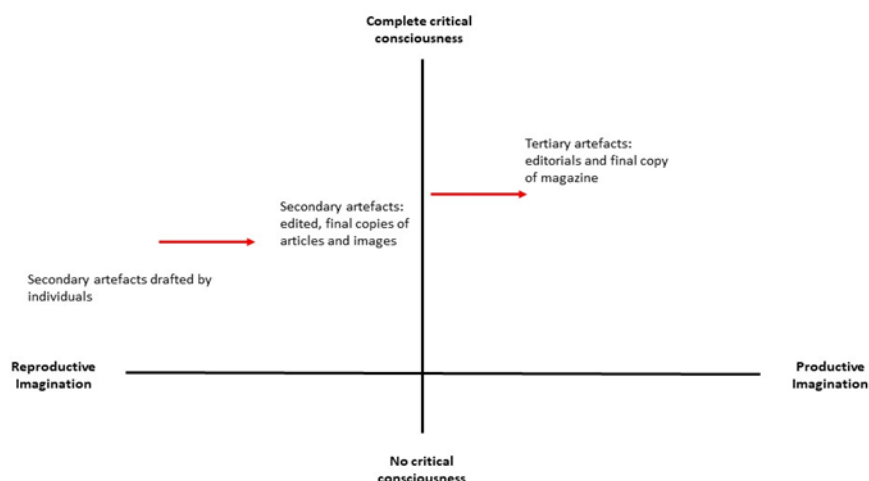 Complete critical
consciousness
Tertiary artefacts:
editorials and final copy
of magazine
Secondary artefacts:
edited, final copies of
articles and images
Secondary artefacts drafted by
individuals
Reproductive
Imagination
Productive
Imagination
No critical
consciousness